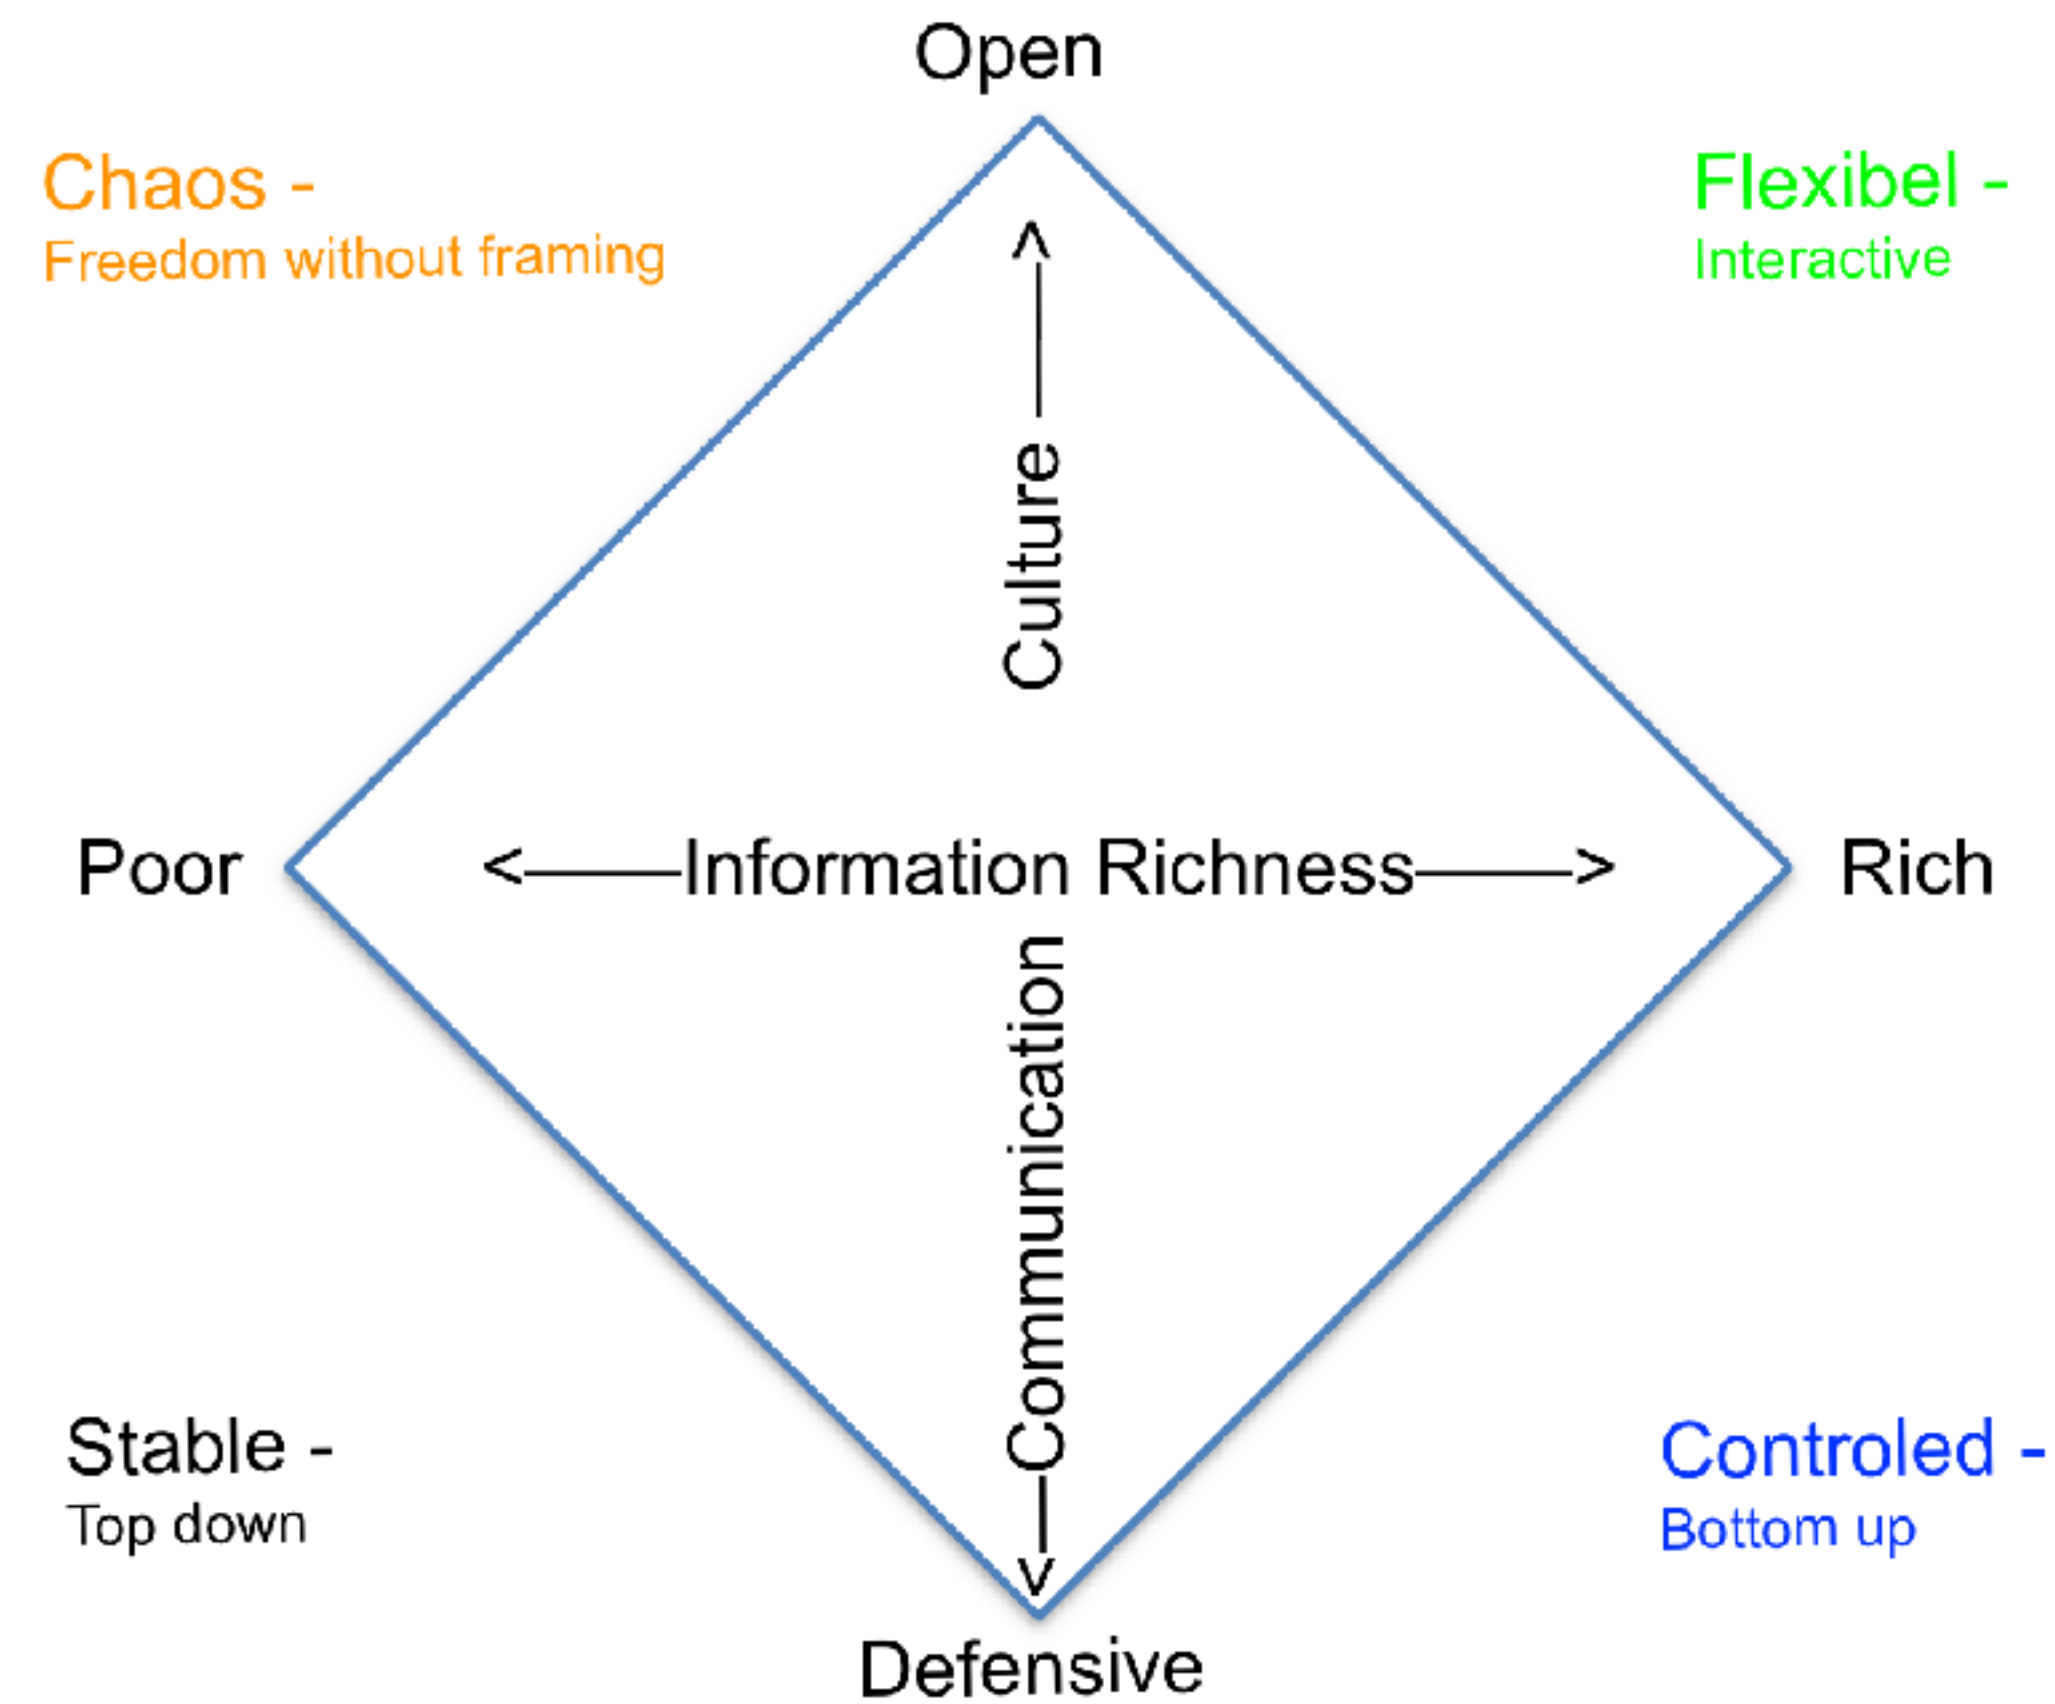 Open
Chaos -
Freedom without framing
Flexibel -
Interactive
Culture
Poor
<——Information Richness——>
Rich
Communication
Stable -
Top down
Controled -
Bottom up
Defensive